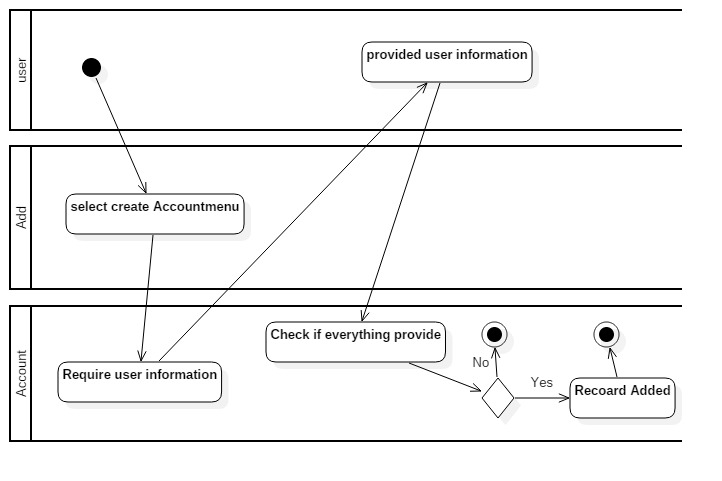 user
provided user information
Add
select create Accountmenu
Account
Require user information
Check if everything provide
No
Yes
Recoard Added